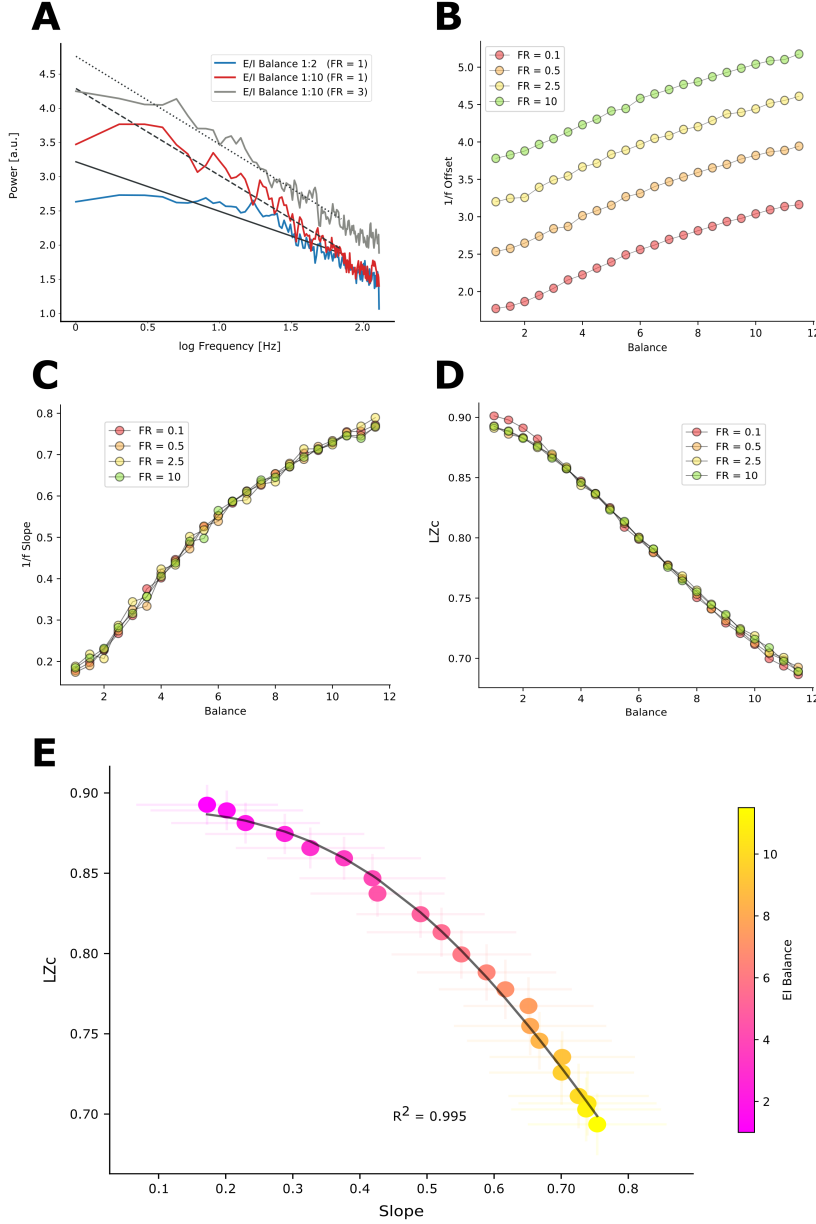 A
E/I Balance 1:2 (FR = 1)
E/I Balance 1:10 (FR = 1)
E/I Balance 1:10 (FR = 3)
Power [a.u.]
4.5
4.0
3.5
3.0
2.5
2.0
1.5
1.0
0
0.5
1.0
1.5
2.0
log Frequency [Hz]
B
FR = 0.1
FR = 0.5
FR = 2.5
FR = 10
1/f Offset
5.0
4.5
4.0
3.5
3.0
2.5
2.0
2
4
6
8
10
12
Balance
C
FR = 0.1
FR = 0.5
FR = 2.5
FR = 10
1/f Slope
0.8
0.7
0.6
0.5
0.4
0.3
0.2
2
4
6
8
10
12
Balance
D
FR = 0.1
FR = 0.5
FR = 2.5
FR = 10
LZc
0.90
0.85
0.80
0.75
0.70
2
4
6
8
10
12
Balance
E
LZc
0.90
0.85
0.80
0.75
0.70
R² = 0.995
0.1
0.2
0.3
0.4
0.5
0.6
0.7
0.8
Slope
10
8
6
4
2
EI Balance